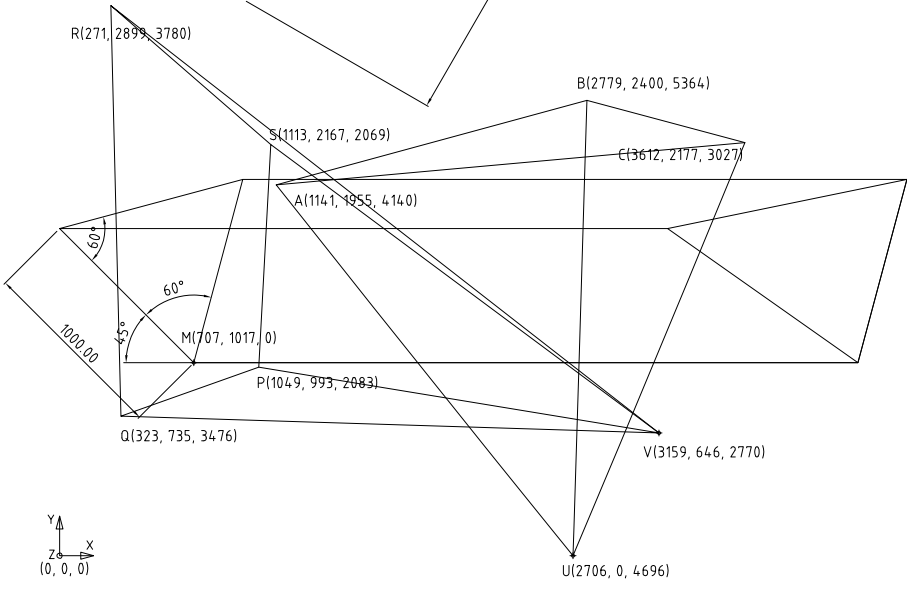 R(271, 2899, 3780)
B(2779, 2400, 5364)
S(1113, 2167, 2069)
C(3612, 2177, 3027)
A(1141, 1955, 4140)
60°
60°
45°
1000.00
M(707, 1017, 0)
P(1049, 993, 2083)
Q(323, 735, 3476)
V(3159, 646, 2770)
Y
X
Z
(0, 0, 0)
U(2706, 0, 4696)